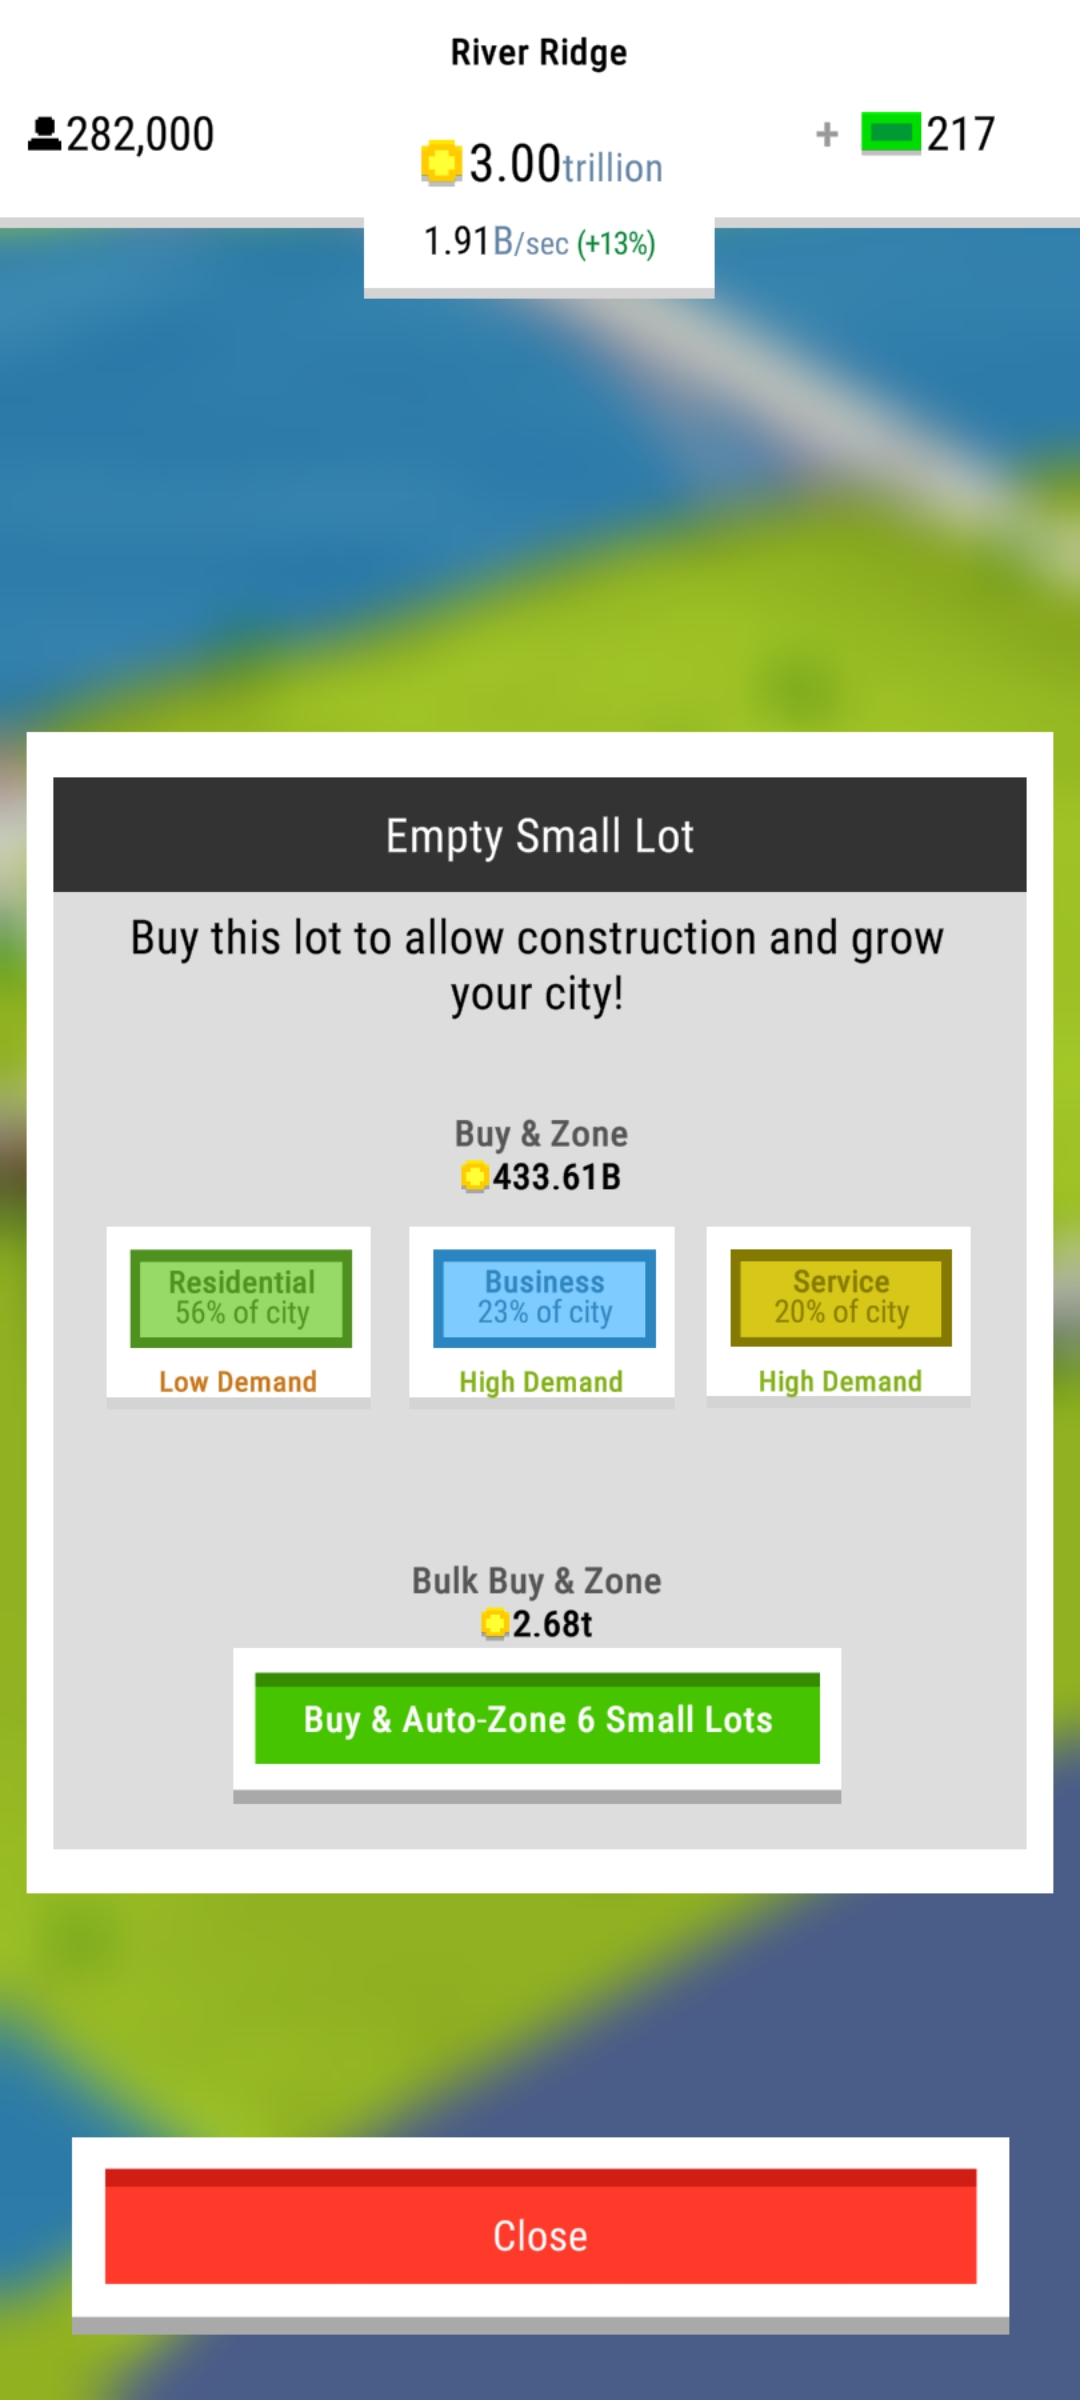 River Ridge
282,000
+ 217
3.00trillion
1.91B/sec (+13%)
Empty Small Lot
Buy this lot to allow construction and grow
your city!
Buy & Zone
433.61B
Residential
56% of city
Low Demand
Business
23% of city
High Demand
Service
20% of city
High Demand
Bulk Buy & Zone
2.68t
Buy & Auto-Zone 6 Small Lots
Close